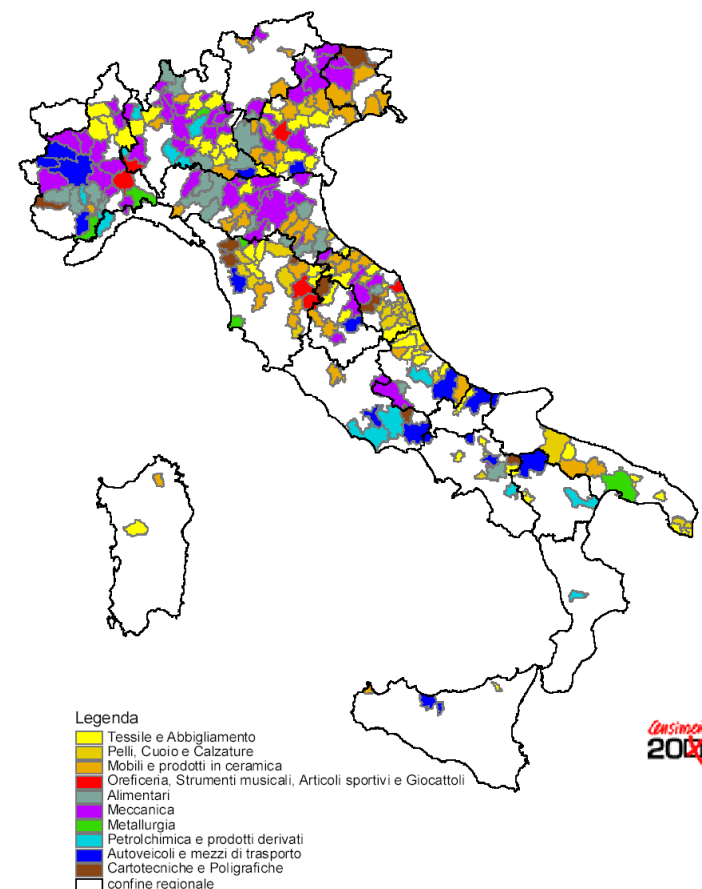 Legenda
Tessile e Abbigliamento
Pelli, Cuoio e Calzature
Mobili e prodotti in ceramica
Oreficeria, Strumenti musicali, Articoli sportivi e Giocattoli
Alimentari
Meccanica
Metallurgia
Petrolchimica e prodotti derivati
Autoveicoli e mezzi di trasporto
Cartotecniche e Poligrafiche
confine regionale